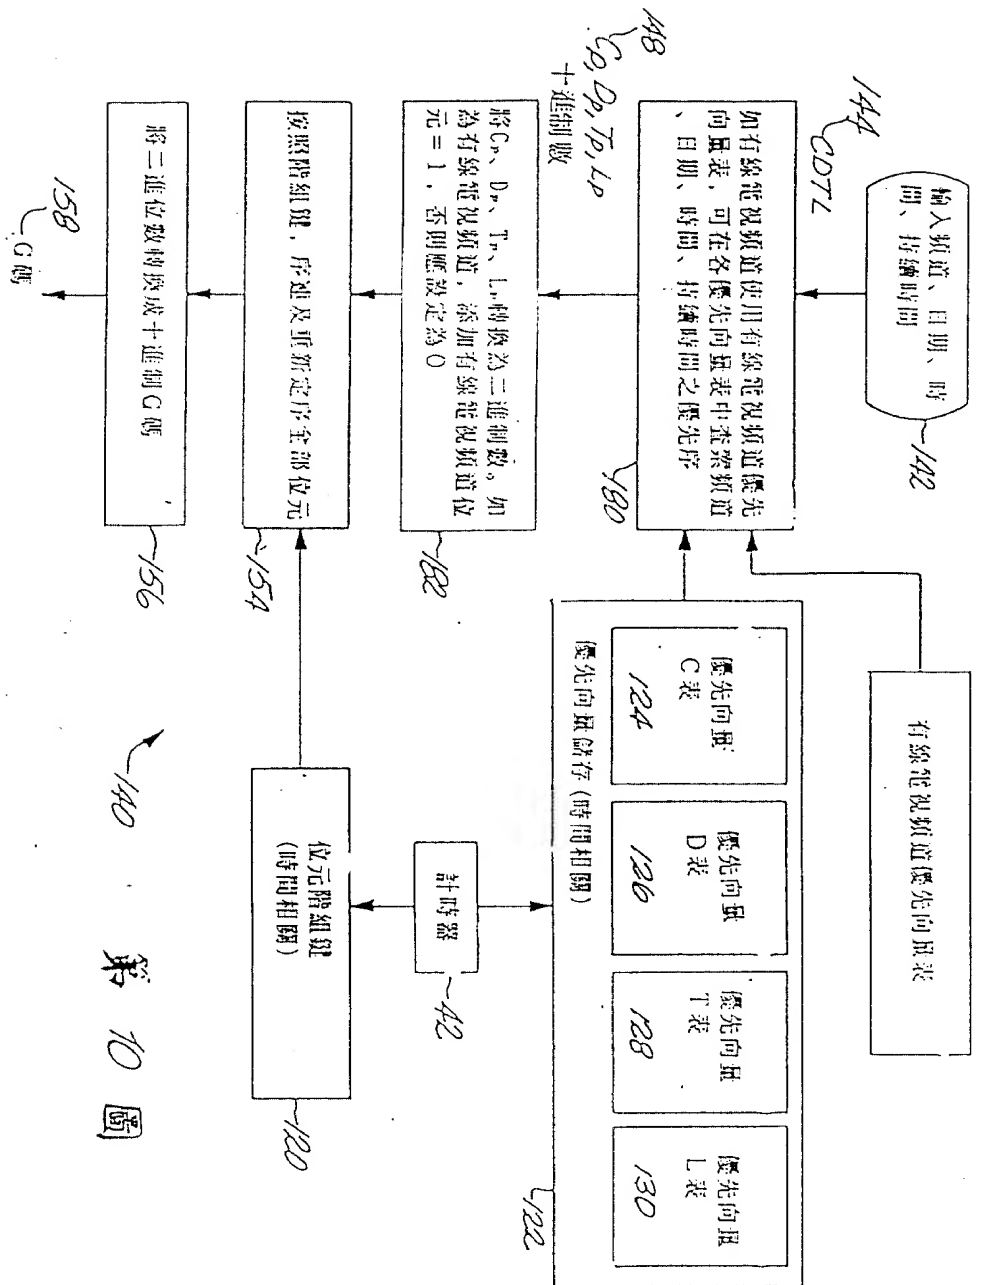 輸入頻道、日期、時
間、持續時間
142
144
CDTL
如有線電視頻道使用有線電視頻道優先
向量表，可在各優先向量表中查索頻道
、日期、時間、持續時間之優先序
180
有線電視頻道優先向量表
148
Cp, Dp, Tp, Lp
十進制數
將Cp、Dp、Tp、Lp轉換為二進制數。如
為有線電視頻道，添加有線電視頻道位
元=1，否則應設定為0
182
優先向量
C表
124
優先向量
D表
126
優先向量
T表
128
優先向量
L表
130
優先向量儲存(時間相關)
122
按照階組鍵，序連及重新定序全部位元
154
計時器
42
位元階組鍵
(時間相關)
120
將二進位數轉換成十進制G碼
156
158
G碼
140
第10圖